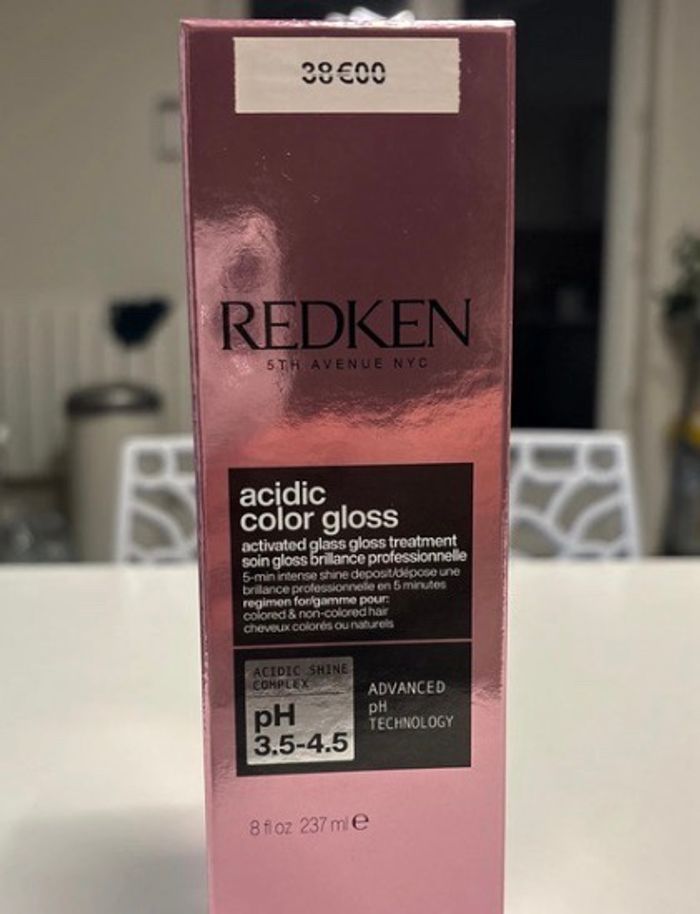 38€00
REDKEN
5TH AVENUE NYC
acidic
color gloss
activated glass gloss treatment
soin gloss brillance professionnelle
5-min intense shine deposit/dépose une
brillance professionnelle en 5 minutes
regimen for/gamme pour:
colored & non-colored hair
cheveux colorés ou naturels
ACIDIC SHINE
COMPLEX
pH
3.5-4.5
ADVANCED
pH
TECHNOLOGY
8 fl oz 237 ml ℮